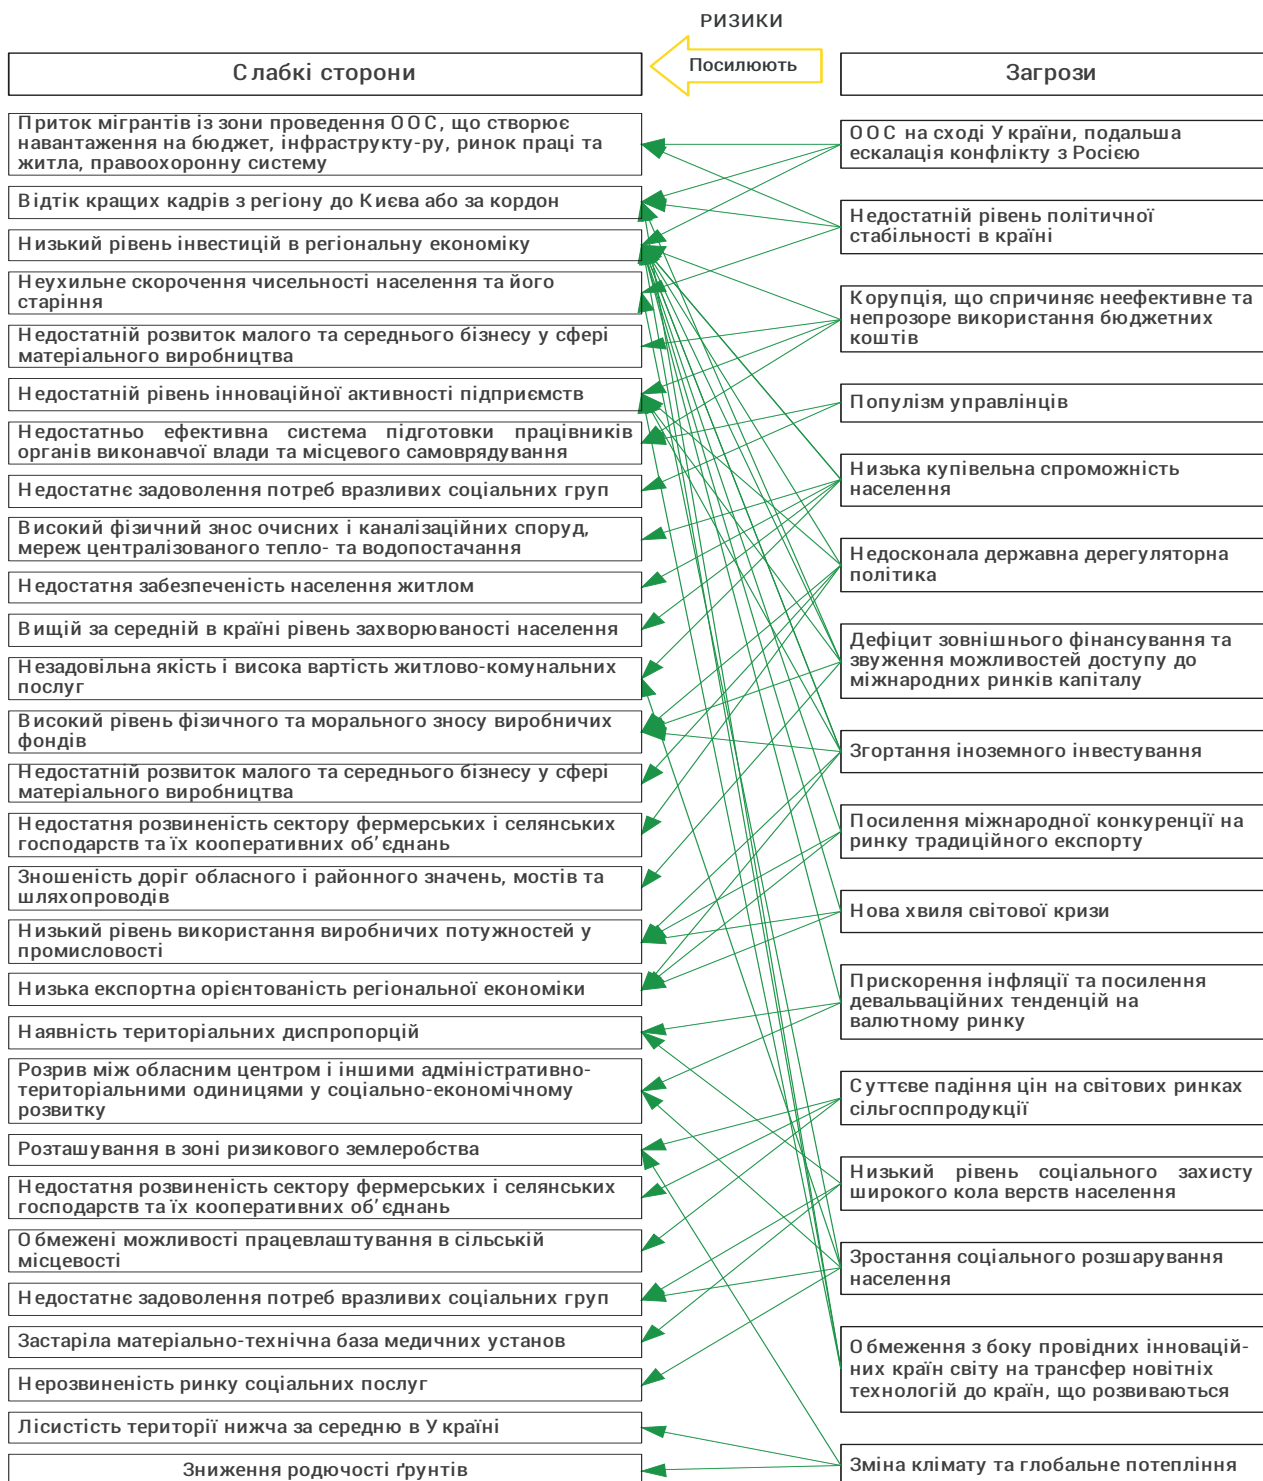 РИЗИКИ
Слабкі сторони
Посилюють
Загрози
Приток мігрантів із зони проведення ООС, що створює
навантаження на бюджет, інфраструкту-ру, ринок праці та
житла, правоохоронну систему
Відтік кращих кадрів з регіону до Києва або за кордон
Низький рівень інвестицій в регіональну економіку
Неухильне скорочення чисельності населення та його
старіння
Недостатній розвиток малого та середнього бізнесу у сфері
матеріального виробництва
Недостатній рівень інноваційної активності підприємств
Недостатньо ефективна система підготовки працівників
органів виконавчої влади та місцевого самоврядування
Недостатнє задоволення потреб вразливих соціальних груп
Високий фізичний знос очисних і каналізаційних споруд,
мереж централізованого тепло- та водопостачання
Недостатня забезпеченість населення житлом
Вищій за середній в країні рівень захворюваності населення
Незадовільна якість і висока вартість житлово-комунальних
послуг
Високий рівень фізичного та морального зносу виробничих
фондів
Недостатній розвиток малого та середнього бізнесу у сфері
матеріального виробництва
Недостатня розвиненість сектору фермерських і селянських
господарств та їх кооперативних об’єднань
Зношеність доріг обласного і районного значень, мостів та
шляхопроводів
Низький рівень використання виробничих потужностей у
промисловості
Низька експортна орієнтованість регіональної економіки
Наявність територіальних диспропорцій
Розрив між обласним центром і іншими адміністративно-
територіальними одиницями у соціально-економічному
розвитку
Розташування в зоні ризикового землеробства
Недостатня розвиненість сектору фермерських і селянських
господарств та їх кооперативних об’єднань
Обмежені можливості працевлаштування в сільській
місцевості
Недостатнє задоволення потреб вразливих соціальних груп
Застаріла матеріально-технічна база медичних установ
Нерозвиненість ринку соціальних послуг
Лісистість території нижча за середню в Україні
Зниження родючості ґрунтів
ООС на сході України, подальша
ескалація конфлікту з Росією
Недостатній рівень політичної
стабільності в країні
Корупція, що спричиняє неефективне та
непрозоре використання бюджетних
коштів
Популізм управлінців
Низька купівельна спроможність
населення
Недосконала державна дерегуляторна
політика
Дефіцит зовнішнього фінансування та
звуження можливостей доступу до
міжнародних ринків капіталу
Згортання іноземного інвестування
Посилення міжнародної конкуренції на
ринку традиційного експорту
Нова хвиля світової кризи
Прискорення інфляції та посилення
девальваційних тенденцій на
валютному ринку
Суттєве падіння цін на світових ринках
сільгосппродукції
Низький рівень соціального захисту
широкого кола верств населення
Зростання соціального розшарування
населення
Обмеження з боку провідних інновацій-
них країн світу на трансфер новітніх
технологій до країн, що розвиваються
Зміна клімату та глобальне потепління